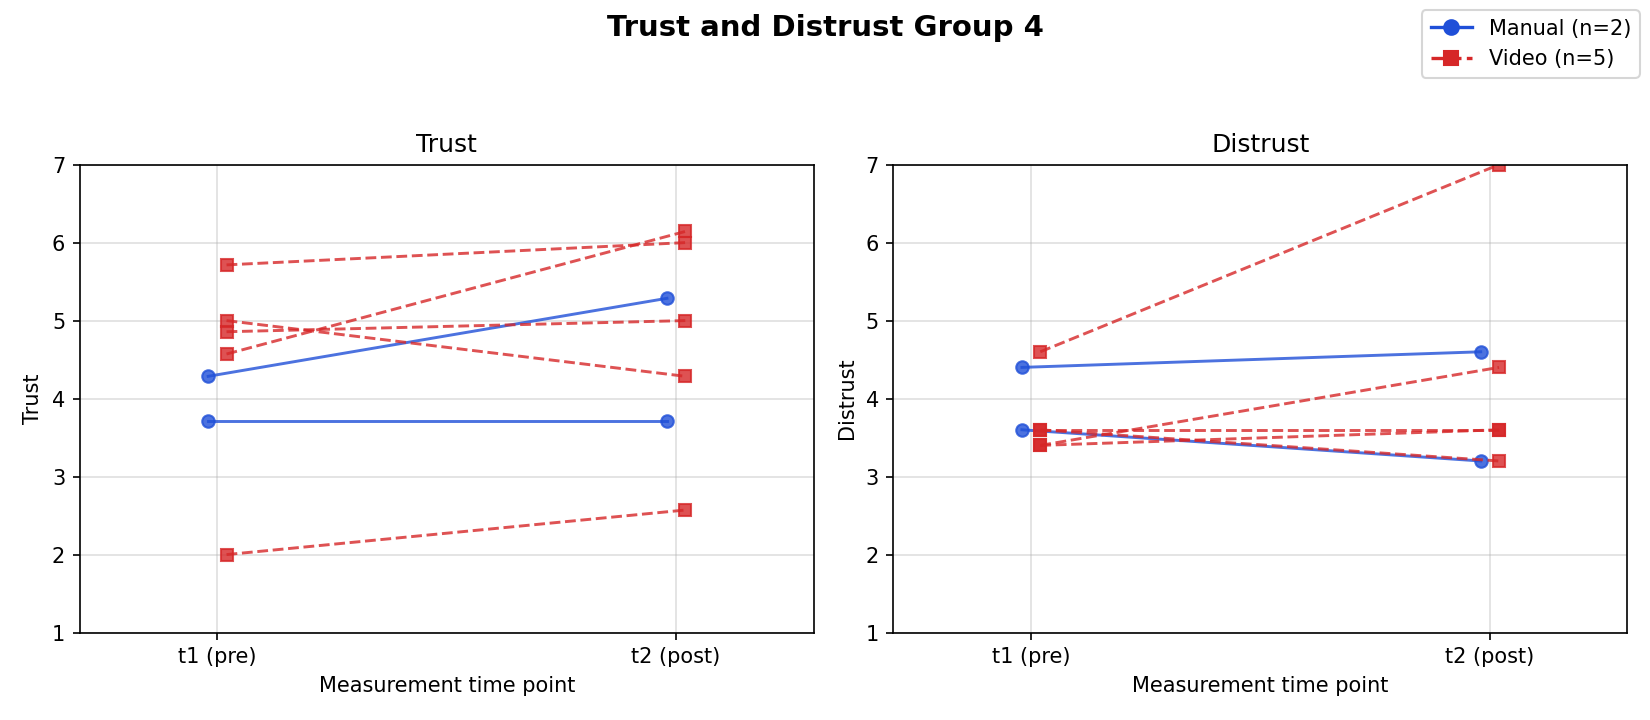 Trust and Distrust Group 4
Manual (n=2)
Video (n=5)
Trust
7
6
5
4
3
2
1
Trust
t1 (pre)
t2 (post)
Measurement time point
Distrust
7
6
5
4
3
2
1
Distrust
t1 (pre)
t2 (post)
Measurement time point